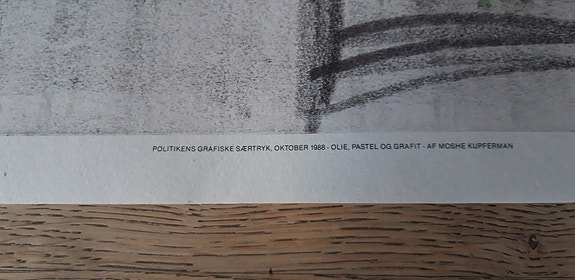 POLITIKENS GRAFISKE SÆRTRYK, OKTOBER 1988 - OLIE, PASTEL OG GRAFIT - AF MOSHE KUPFERMAN